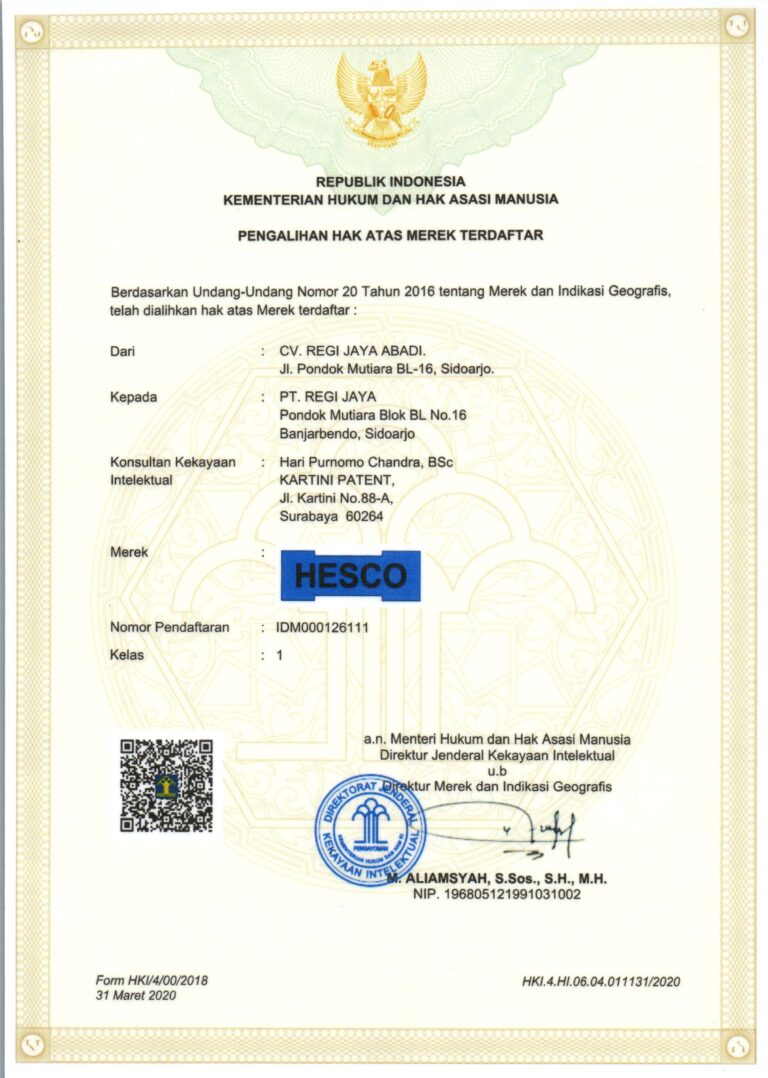 REPUBLIK INDONESIA
KEMENTERIAN HUKUM DAN HAK ASASI MANUSIA
PENGALIHAN HAK ATAS MEREK TERDAFTAR
Berdasarkan Undang-Undang Nomor 20 Tahun 2016 tentang Merek dan Indikasi Geografis,
telah dialihkan hak atas Merek terdaftar :
Dari : CV. REGI JAYA ABADI.
Jl. Pondok Mutiara BL-16, Sidoarjo.
Kepada : PT. REGI JAYA
Pondok Mutiara Blok BL No.16
Banjarbendo, Sidoarjo
Konsultan Kekayaan : Hari Purnomo Chandra, BSc
Intelektual KARTINI PATENT,
Jl. Kartini No.88-A,
Surabaya 60264
Merek :
HESCO
Nomor Pendaftaran : IDM000126111
Kelas : 1
a.n. Menteri Hukum dan Hak Asasi Manusia
Direktur Jenderal Kekayaan Intelektual
u.b
Direktur Merek dan Indikasi Geografis
DIREKTORAT JENDERAL
KEKAYAAN INTELEKTUAL
PENGAYOMAN
KEMENTERIAN HUKUM DAN HAM RI
M. ALIAMSYAH, S.Sos., S.H., M.H.
NIP. 196805121991031002
Form HKI/4/00/2018
31 Maret 2020
HKI.4.HI.06.04.011131/2020